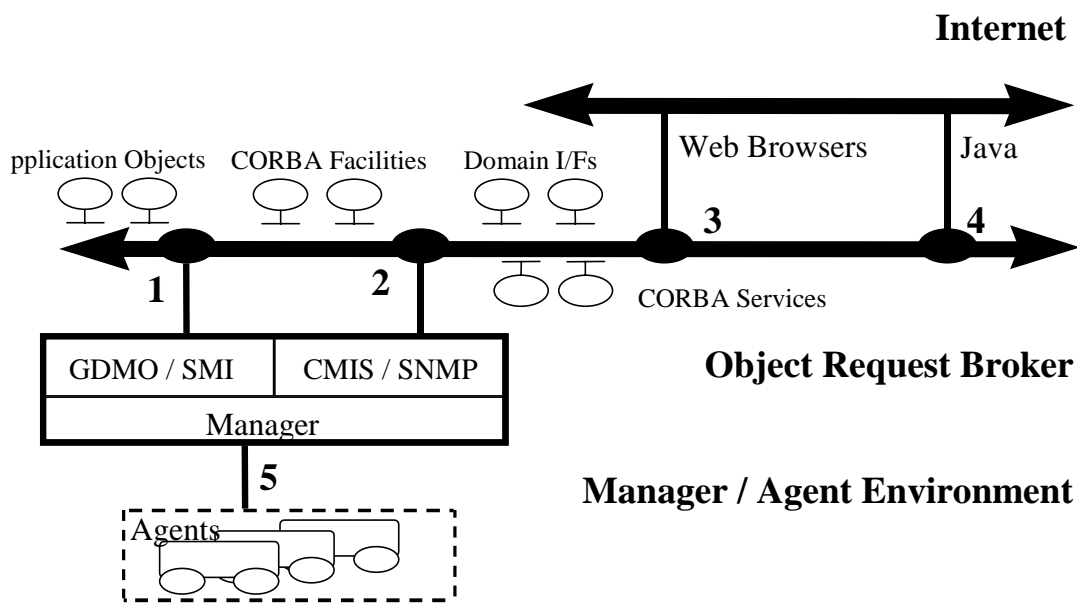 Internet
Web Browsers
Java
pplication Objects
CORBA Facilities
Domain I/Fs
3
4
1
2
CORBA Services
GDMO / SMI
CMIS / SNMP
Object Request Broker
Manager
5
Manager / Agent Environment
Agents